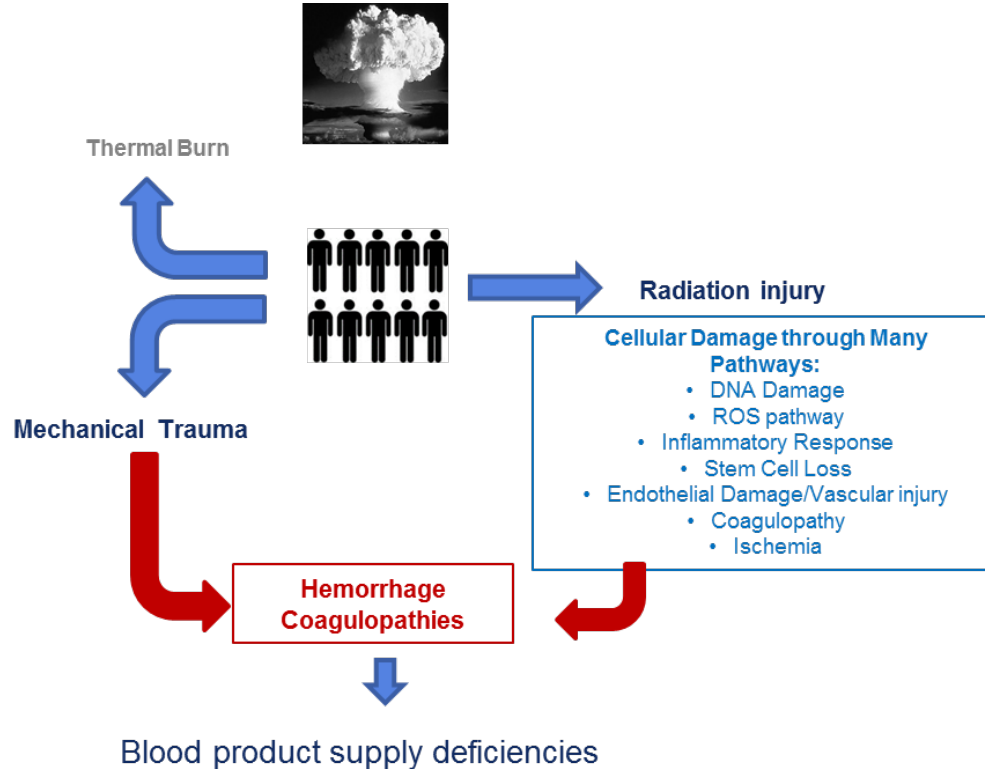 Thermal Burn
Radiation injury
Cellular Damage through Many
Pathways:
• DNA Damage
• ROS pathway
• Inflammatory Response
• Stem Cell Loss
• Endothelial Damage/Vascular injury
• Coagulopathy
• Ischemia
Mechanical Trauma
Hemorrhage
Coagulopathies
Blood product supply deficiencies